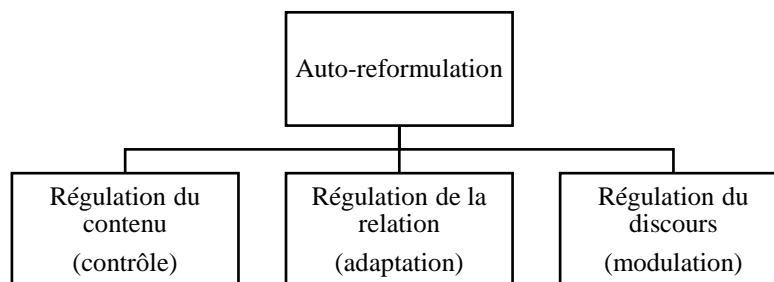 Auto-reformulation
Régulation du
contenu
(contrôle)
Régulation de la
relation
(adaptation)
Régulation du
discours
(modulation)